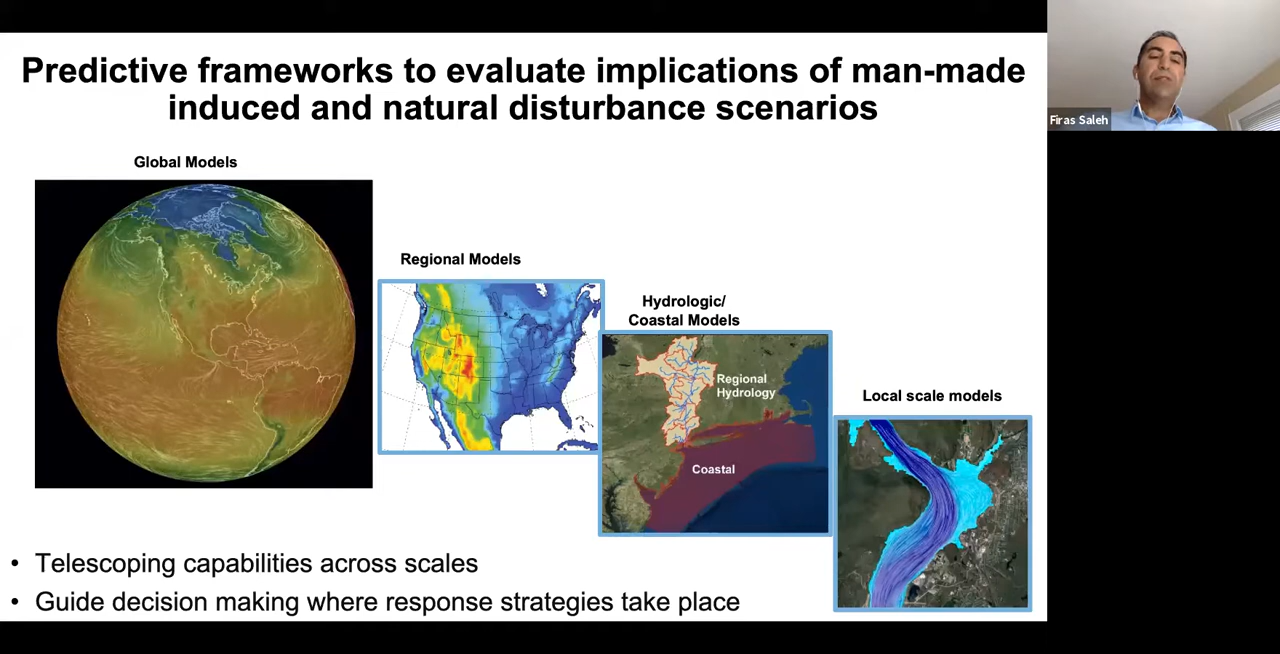 Predictive frameworks to evaluate implications of man-made
induced and natural disturbance scenarios
Firas Saleh
Global Models
Regional Models
Hydrologic/
Coastal Models
Regional
Hydrology
Coastal
Local scale models
• Telescoping capabilities across scales
• Guide decision making where response strategies take place